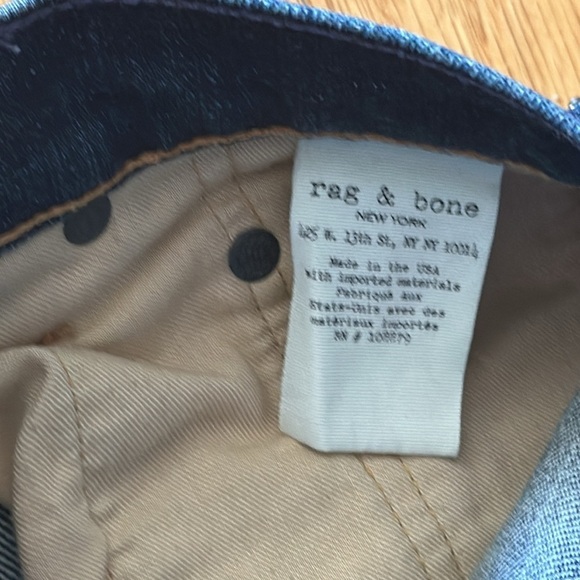 rag & bone
NEW YORK
425 W. 13th St, NY NY 10014
Made in the USA
with imported materials
Fabriqué aux
Etats-Unis avec des
matériaux importés
RN #